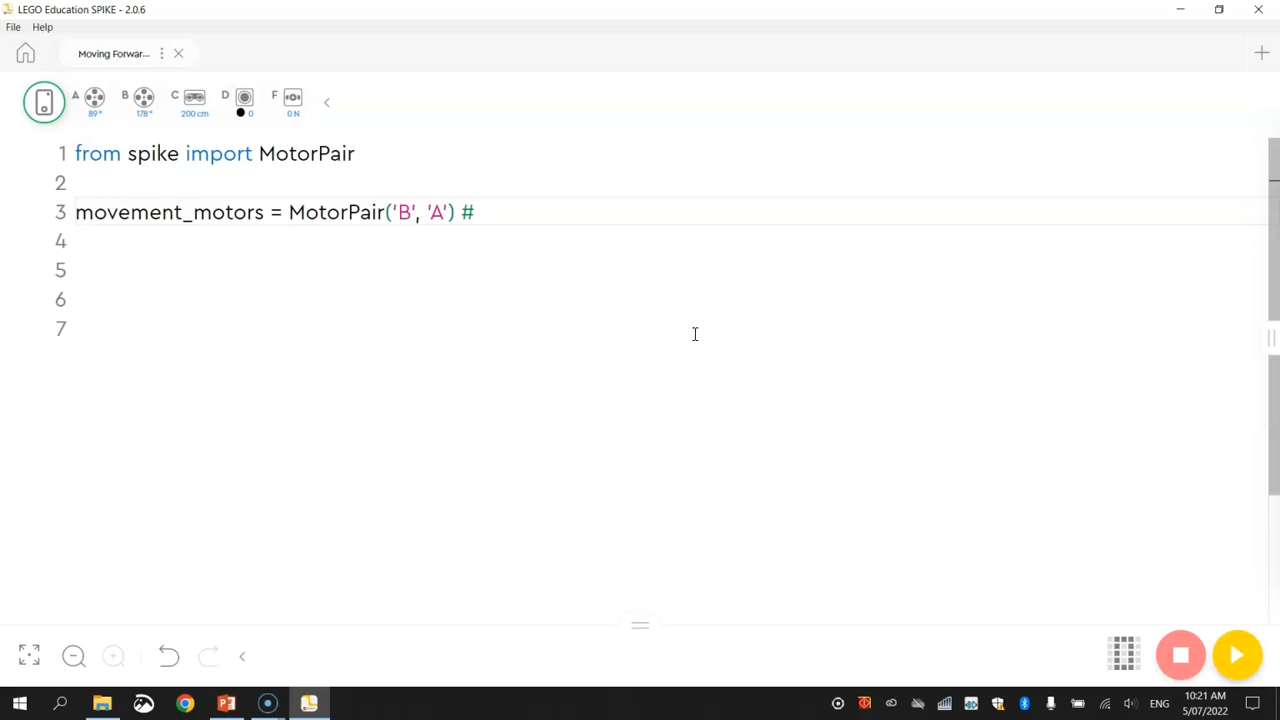 LEGO Education SPIKE - 2.0.6
File Help
Moving Forwar...
A B C D F
89° 178° 200 cm 0 0 N
1 from spike import MotorPair
2
3 movement_motors = MotorPair('B', 'A') #
4
5
6
7
10:21 AM
ENG
5/07/2022